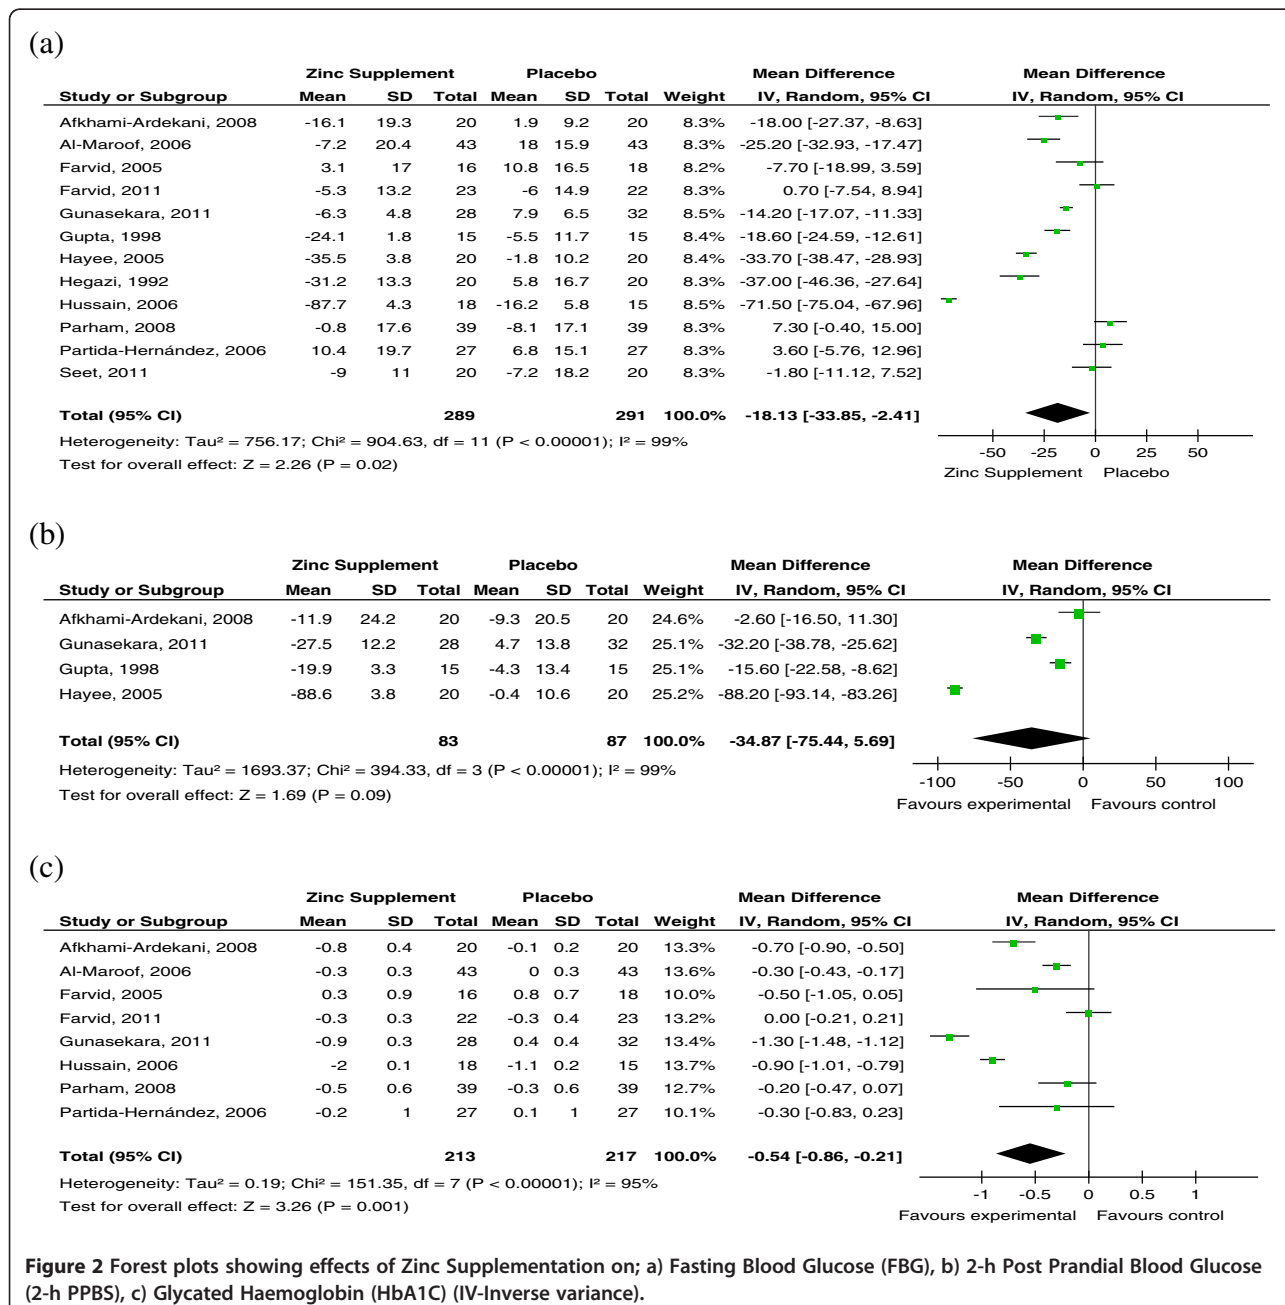 (a)
Zinc Supplement Placebo Mean Difference Mean Difference
Study or Subgroup Mean SD Total Mean SD Total Weight IV, Random, 95% CI IV, Random, 95% CI
Afkhami-Ardekani, 2008 -16.1 19.3 20 1.9 9.2 20 8.3% -18.00 [-27.37, -8.63]
Al-Maroof, 2006 -7.2 20.4 43 18 15.9 43 8.3% -25.20 [-32.93, -17.47]
Farvid, 2005 3.1 17 16 10.8 16.5 18 8.2% -7.70 [-18.99, 3.59]
Farvid, 2011 -5.3 13.2 23 -6 14.9 22 8.3% 0.70 [-7.54, 8.94]
Gunasekara, 2011 -6.3 4.8 28 7.9 6.5 32 8.5% -14.20 [-17.07, -11.33]
Gupta, 1998 -24.1 1.8 15 -5.5 11.7 15 8.4% -18.60 [-24.59, -12.61]
Hayee, 2005 -35.5 3.8 20 -1.8 10.2 20 8.4% -33.70 [-38.47, -28.93]
Hegazi, 1992 -31.2 13.3 20 5.8 16.7 20 8.3% -37.00 [-46.36, -27.64]
Hussain, 2006 -87.7 4.3 18 -16.2 5.8 15 8.5% -71.50 [-75.04, -67.96]
Parham, 2008 -0.8 17.6 39 -8.1 17.1 39 8.3% 7.30 [-0.40, 15.00]
Partida-Hernández, 2006 10.4 19.7 27 6.8 15.1 27 8.3% 3.60 [-5.76, 12.96]
Seet, 2011 -9 11 20 -7.2 18.2 20 8.3% -1.80 [-11.12, 7.52]
Total (95% CI) 289 291 100.0% -18.13 [-33.85, -2.41]
Heterogeneity: Tau² = 756.17; Chi² = 904.63, df = 11 (P < 0.00001); I² = 99%
Test for overall effect: Z = 2.26 (P = 0.02)
-50 -25 0 25 50
Zinc Supplement Placebo
(b)
Zinc Supplement Placebo Mean Difference Mean Difference
Study or Subgroup Mean SD Total Mean SD Total Weight IV, Random, 95% CI IV, Random, 95% CI
Afkhami-Ardekani, 2008 -11.9 24.2 20 -9.3 20.5 20 24.6% -2.60 [-16.50, 11.30]
Gunasekara, 2011 -27.5 12.2 28 4.7 13.8 32 25.1% -32.20 [-38.78, -25.62]
Gupta, 1998 -19.9 3.3 15 -4.3 13.4 15 25.1% -15.60 [-22.58, -8.62]
Hayee, 2005 -88.6 3.8 20 -0.4 10.6 20 25.2% -88.20 [-93.14, -83.26]
Total (95% CI) 83 87 100.0% -34.87 [-75.44, 5.69]
Heterogeneity: Tau² = 1693.37; Chi² = 394.33, df = 3 (P < 0.00001); I² = 99%
Test for overall effect: Z = 1.69 (P = 0.09)
-100 -50 0 50 100
Favours experimental Favours control
(c)
Zinc Supplement Placebo Mean Difference Mean Difference
Study or Subgroup Mean SD Total Mean SD Total Weight IV, Random, 95% CI IV, Random, 95% CI
Afkhami-Ardekani, 2008 -0.8 0.4 20 -0.1 0.2 20 13.3% -0.70 [-0.90, -0.50]
Al-Maroof, 2006 -0.3 0.3 43 0 0.3 43 13.6% -0.30 [-0.43, -0.17]
Farvid, 2005 0.3 0.9 16 0.8 0.7 18 10.0% -0.50 [-1.05, 0.05]
Farvid, 2011 -0.3 0.3 22 -0.3 0.4 23 13.2% 0.00 [-0.21, 0.21]
Gunasekara, 2011 -0.9 0.3 28 0.4 0.4 32 13.4% -1.30 [-1.48, -1.12]
Hussain, 2006 -2 0.1 18 -1.1 0.2 15 13.7% -0.90 [-1.01, -0.79]
Parham, 2008 -0.5 0.6 39 -0.3 0.6 39 12.7% -0.20 [-0.47, 0.07]
Partida-Hernández, 2006 -0.2 1 27 0.1 1 27 10.1% -0.30 [-0.83, 0.23]
Total (95% CI) 213 217 100.0% -0.54 [-0.86, -0.21]
Heterogeneity: Tau² = 0.19; Chi² = 151.35, df = 7 (P < 0.00001); I² = 95%
Test for overall effect: Z = 3.26 (P = 0.001)
-1 -0.5 0 0.5 1
Favours experimental Favours control
Figure 2 Forest plots showing effects of Zinc Supplementation on; a) Fasting Blood Glucose (FBG), b) 2-h Post Prandial Blood Glucose
(2-h PPBS), c) Glycated Haemoglobin (HbA1C) (IV-Inverse variance).